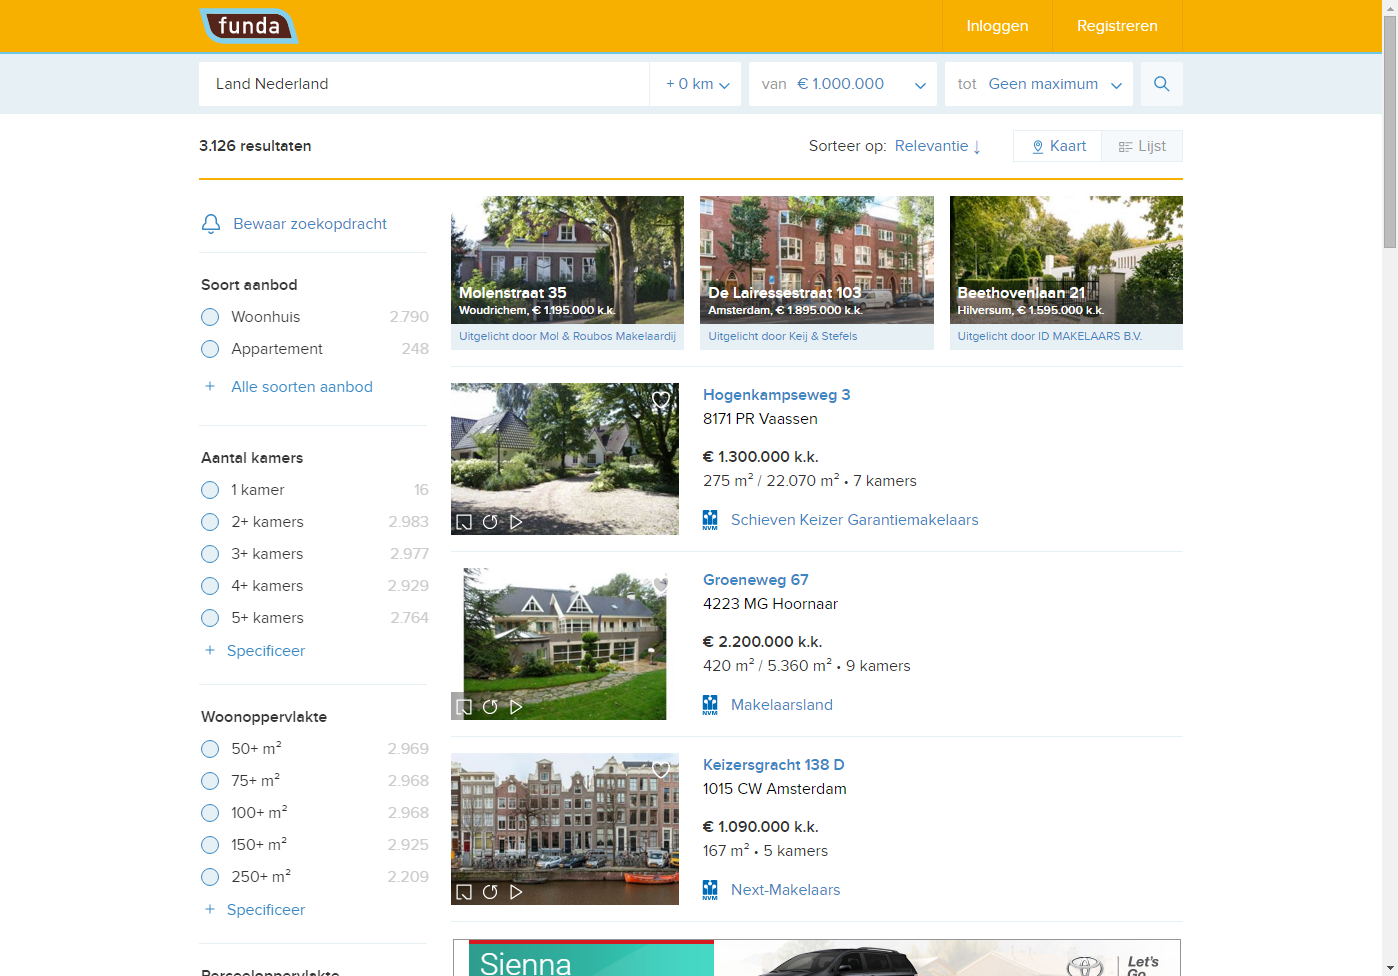 funda
Inloggen
Registreren
Land Nederland
+ 0 km
van € 1.000.000
tot Geen maximum
3.126 resultaten
Sorteer op: Relevantie ↓
Kaart
Lijst
Bewaar zoekopdracht
Soort aanbod
Woonhuis 2.790
Appartement 248
+ Alle soorten aanbod
Aantal kamers
1 kamer 16
2+ kamers 2.983
3+ kamers 2.977
4+ kamers 2.929
5+ kamers 2.764
+ Specificeer
Woonoppervlakte
50+ m² 2.969
75+ m² 2.968
100+ m² 2.968
150+ m² 2.925
250+ m² 2.209
+ Specificeer
Perceeloppervlakte
Molenstraat 35
Woudrichem, € 1.195.000 k.k.
Uitgelicht door Mol & Roubos Makelaardij
De Lairessestraat 103
Amsterdam, € 1.895.000 k.k.
Uitgelicht door Keij & Stefels
Beethovenlaan 21
Hilversum, € 1.595.000 k.k.
Uitgelicht door ID MAKELAARS B.V.
Hogenkampseweg 3
8171 PR Vaassen
€ 1.300.000 k.k.
275 m² / 22.070 m² • 7 kamers
NVM Schieven Keizer Garantiemakelaars
Groeneweg 67
4223 MG Hoornaar
€ 2.200.000 k.k.
420 m² / 5.360 m² • 9 kamers
NVM Makelaarsland
Keizersgracht 138 D
1015 CW Amsterdam
€ 1.090.000 k.k.
167 m² • 5 kamers
NVM Next-Makelaars
Sienna
Let's
Go